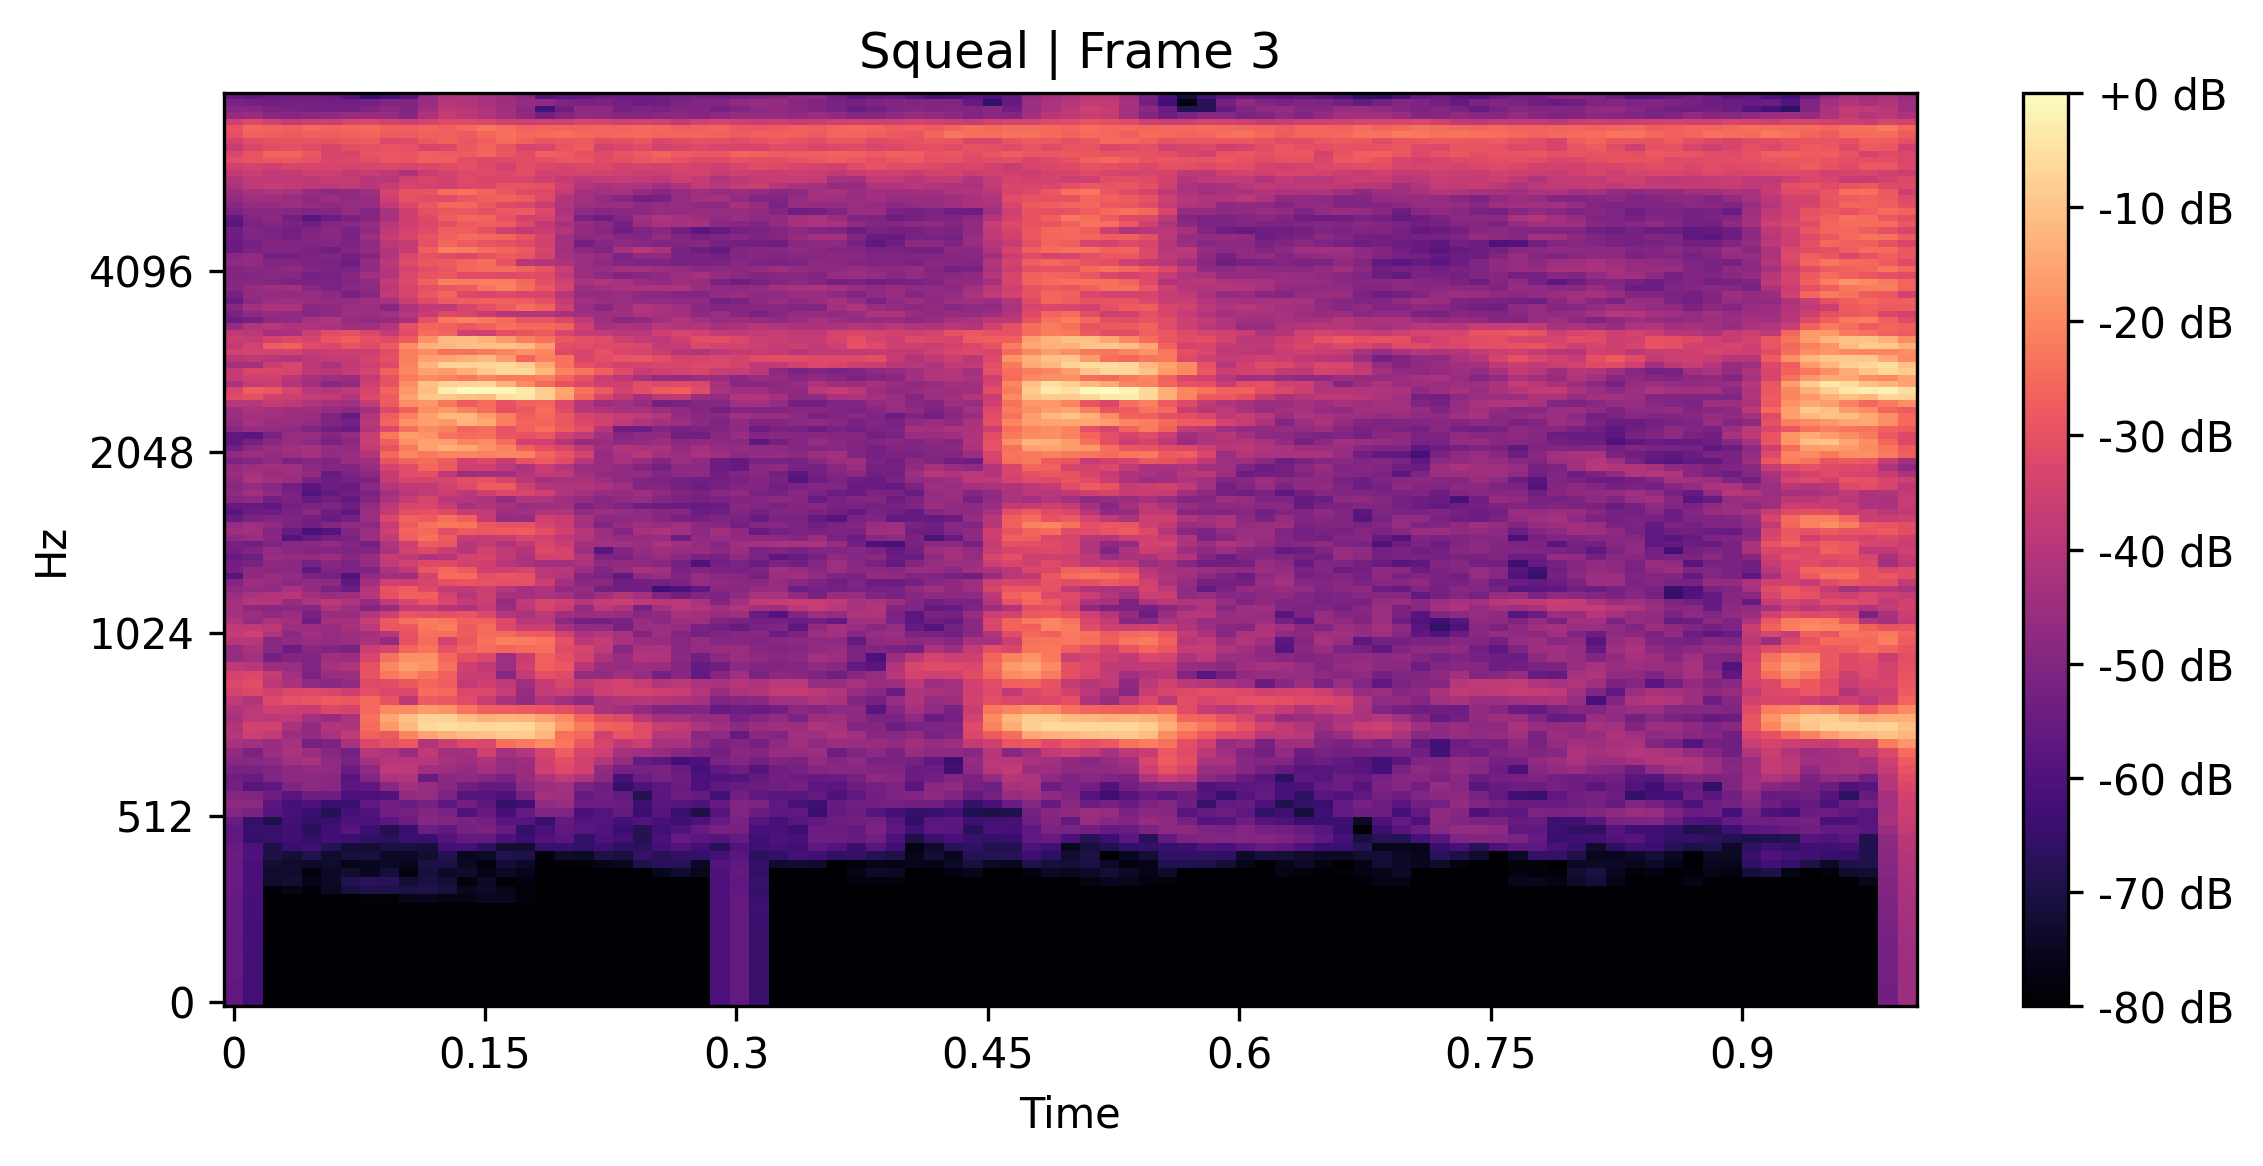 Squeal | Frame 3
+0 dB
-10 dB
-20 dB
-30 dB
-40 dB
-50 dB
-60 dB
-70 dB
-80 dB
Hz
4096
2048
1024
512
0
0 0.15 0.3 0.45 0.6 0.75 0.9
Time